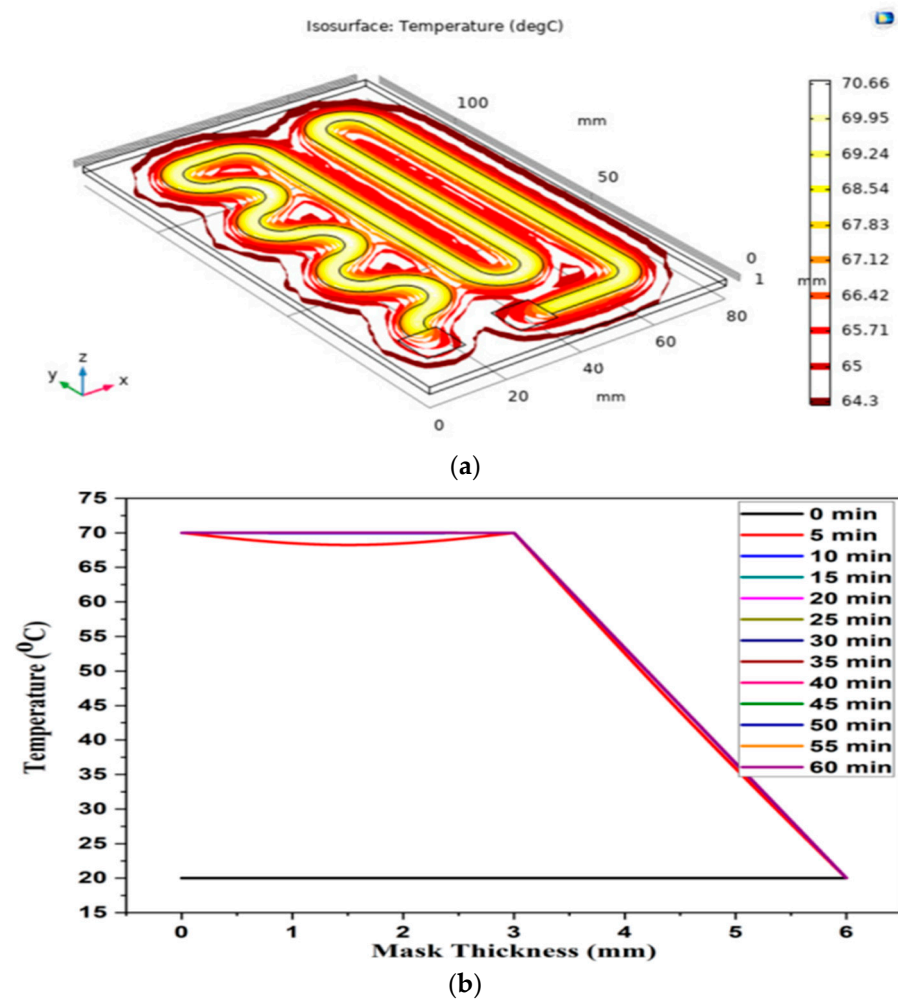 Isosurface: Temperature (degC)
100
mm
50
0
1 mm
80
60
40
mm
20
0
z
y
x
70.66
69.95
69.24
68.54
67.83
67.12
66.42
65.71
65
64.3
(a)
75
70
65
60
55
50
45
40
35
30
25
20
15
Temperature (⁰C)
0 min
5 min
10 min
15 min
20 min
25 min
30 min
35 min
40 min
45 min
50 min
55 min
60 min
0 1 2 3 4 5 6
Mask Thickness (mm)
(b)